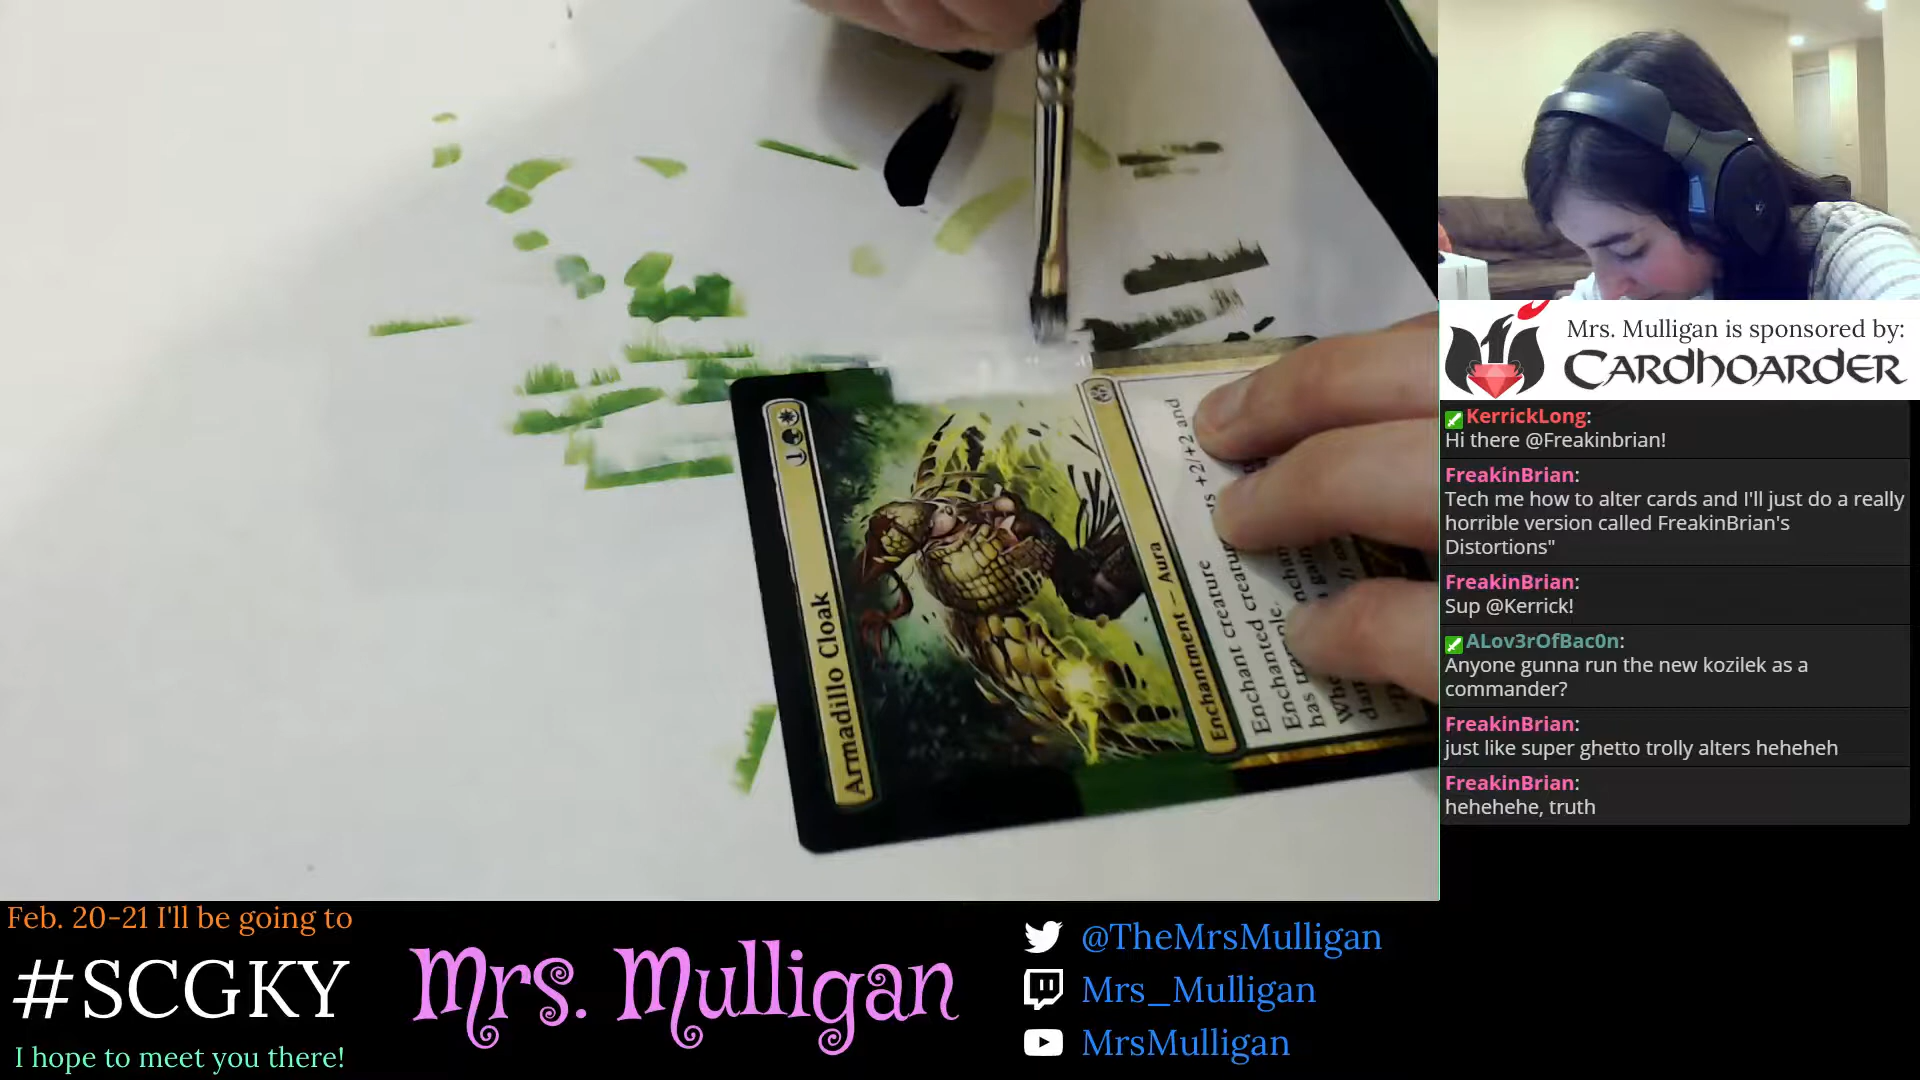 Armadillo Cloak
1
Enchantment — Aura
Enchant creature
Enchanted creature +2/+2 and
Enchanted
has
Mrs. Mulligan is sponsored by:
CARDHOARDER
KerrickLong:
Hi there @Freakinbrian!
FreakinBrian:
Tech me how to alter cards and I'll just do a really
horrible version called FreakinBrian's
Distortions"
FreakinBrian:
Sup @Kerrick!
ALov3rOfBac0n:
Anyone gunna run the new kozilek as a
commander?
FreakinBrian:
just like super ghetto trolly alters heheheh
FreakinBrian:
hehehehe, truth
Feb. 20-21 I'll be going to
#SCGKY
I hope to meet you there!
Mrs. Mulligan
@TheMrsMulligan
Mrs_Mulligan
MrsMulligan